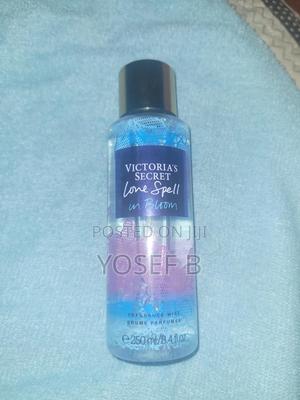 VICTORIA'S
SECRET
Love Spell
in Bloom
POSTED ON JIJI
YOSEF B
FRAGRANCE MIST
BRUME PARFUMÉE
e 250 ml/8.4 fl oz